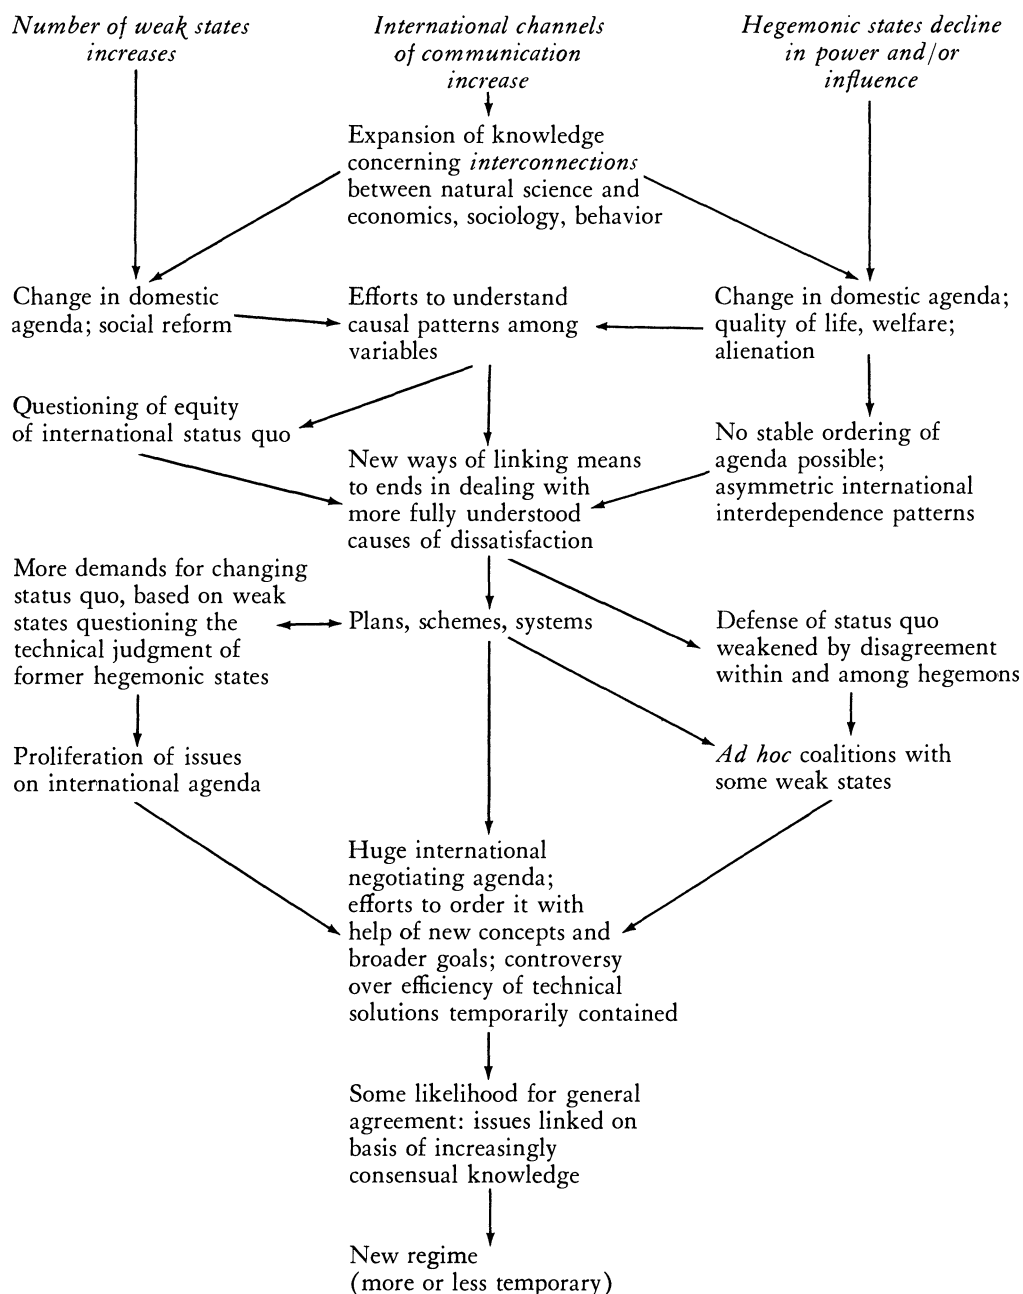 Number of weak states
increases
International channels
of communication
increase
Hegemonic states decline
in power and/or
influence
Expansion of knowledge
concerning interconnections
between natural science and
economics, sociology, behavior
Change in domestic
agenda; social reform
Efforts to understand
causal patterns among
variables
Change in domestic agenda;
quality of life, welfare;
alienation
Questioning of equity
of international status quo
New ways of linking means
to ends in dealing with
more fully understood
causes of dissatisfaction
No stable ordering of
agenda possible;
asymmetric international
interdependence patterns
More demands for changing
status quo, based on weak
states questioning the
technical judgment of
former hegemonic states
Plans, schemes, systems
Defense of status quo
weakened by disagreement
within and among hegemons
Proliferation of issues
on international agenda
Ad hoc coalitions with
some weak states
Huge international
negotiating agenda;
efforts to order it with
help of new concepts and
broader goals; controversy
over efficiency of technical
solutions temporarily contained
Some likelihood for general
agreement: issues linked on
basis of increasingly
consensual knowledge
New regime
(more or less temporary)